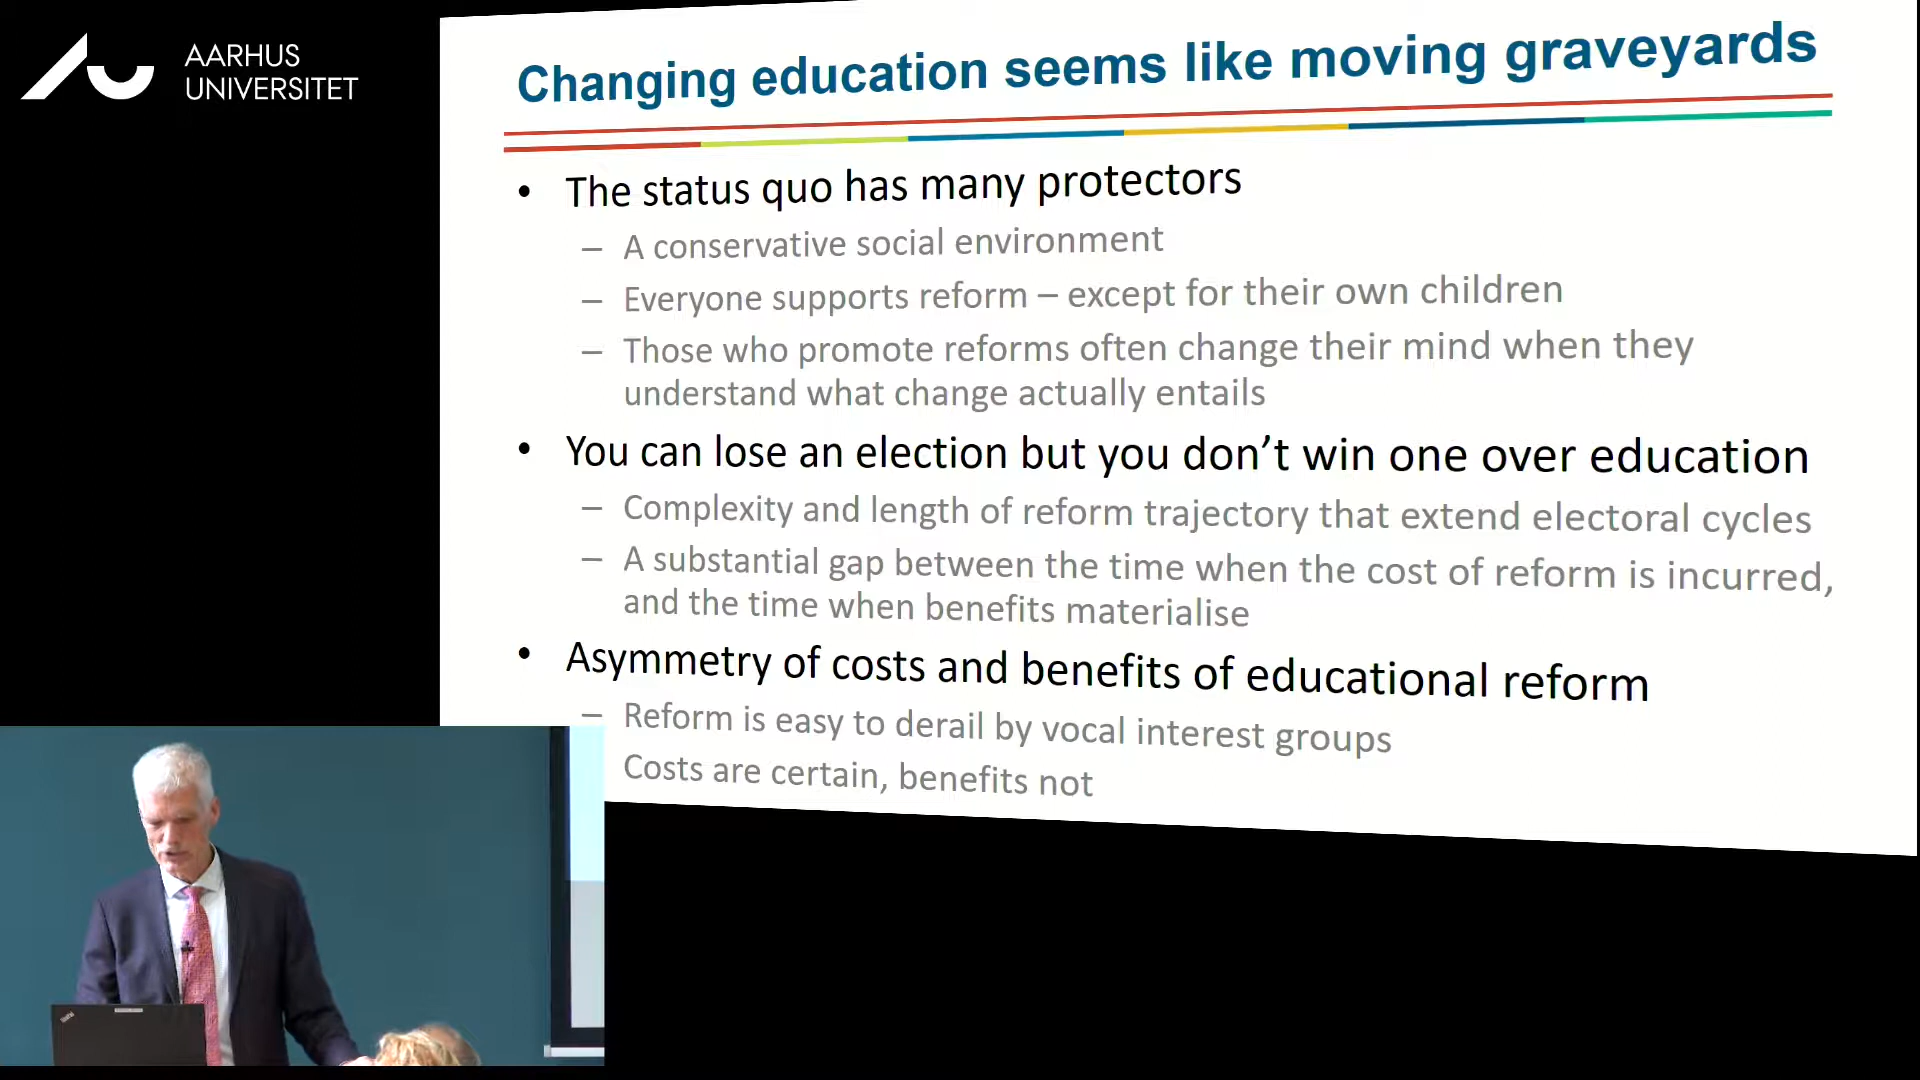 AARHUS
UNIVERSITET
Changing education seems like moving graveyards
• The status quo has many protectors
– A conservative social environment
– Everyone supports reform – except for their own children
– Those who promote reforms often change their mind when they
understand what change actually entails
• You can lose an election but you don’t win one over education
– Complexity and length of reform trajectory that extend electoral cycles
– A substantial gap between the time when the cost of reform is incurred,
and the time when benefits materialise
• Asymmetry of costs and benefits of educational reform
– Reform is easy to derail by vocal interest groups
Costs are certain, benefits not